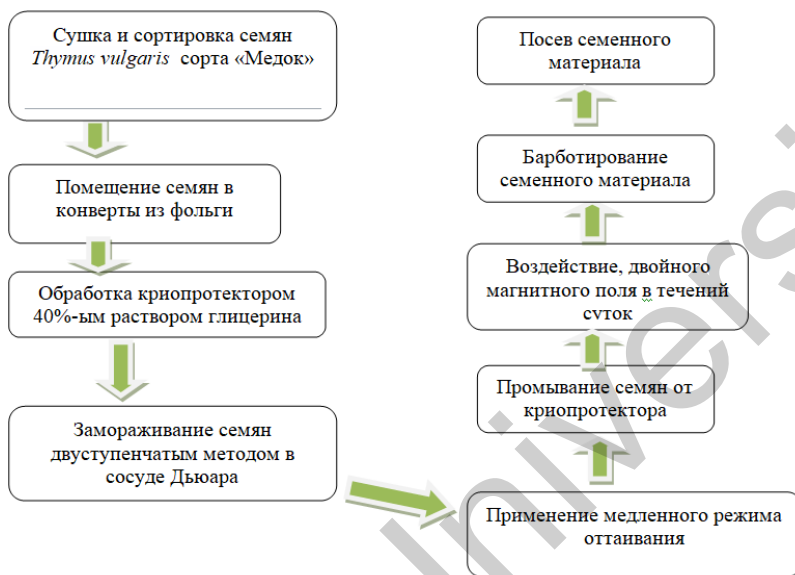 Сушка и сортировка семян
Thymus vulgaris сорта «Медок»
Помещение семян в
конверты из фольги
Обработка криопротектором
40%-ым раствором глицерина
Замораживание семян
двуступенчатым методом в
сосуде Дьюара
Применение медленного режима
оттаивания
Промывание семян от
криопротектора
Воздействие, двойного
магнитного поля в течений
суток
Барботирование
семенного материала
Посев семенного
материала
Universi